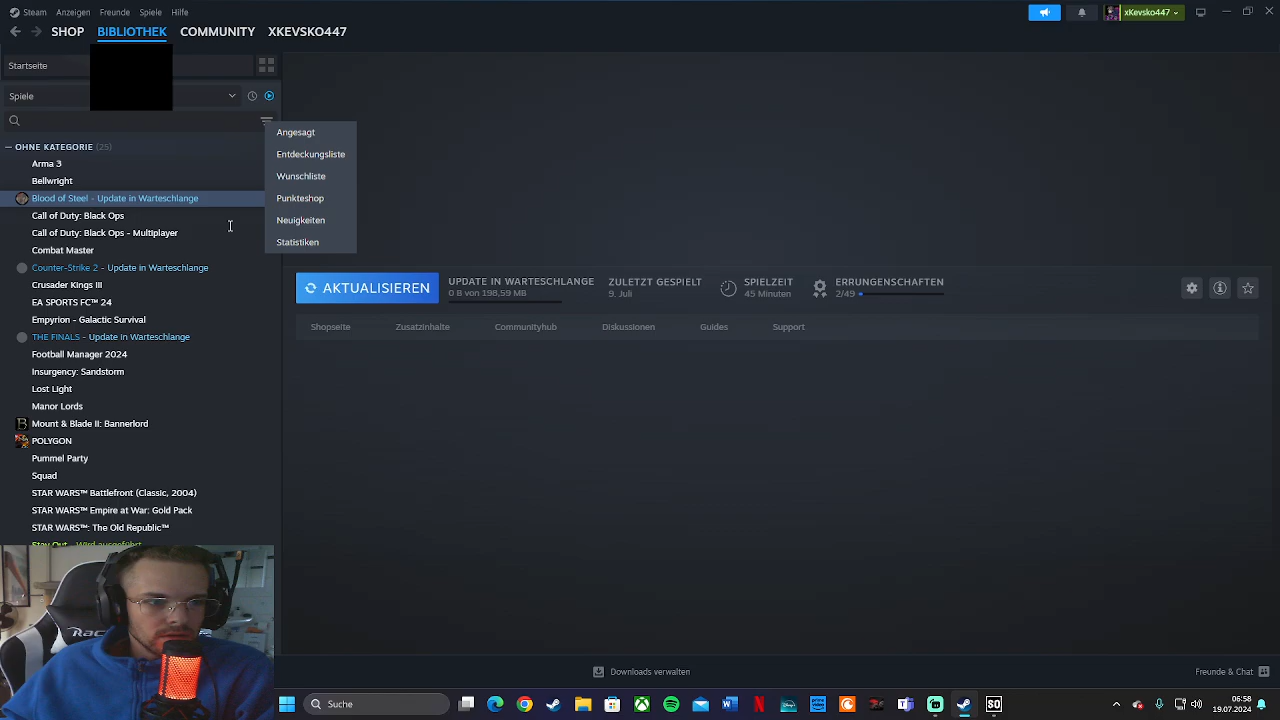 Steam Anzeigen Freunde Spiele Hilfe
xKevsko447
SHOP BIBLIOTHEK COMMUNITY XKEVSKO447
Startseite
Spiele
OHNE KATEGORIE (25)
Angesagt
Entdeckungsliste
Wunschliste
Punkteshop
Neuigkeiten
Statistiken
Arma 3
Bellwright
Blood of Steel - Update in Warteschlange
Call of Duty: Black Ops
Call of Duty: Black Ops - Multiplayer
Combat Master
Counter-Strike 2 - Update in Warteschlange
Crusader Kings III
EA SPORTS FC™ 24
Empyrion - Galactic Survival
THE FINALS - Update in Warteschlange
Football Manager 2024
Insurgency: Sandstorm
Lost Light
Manor Lords
Mount & Blade II: Bannerlord
POLYGON
Pummel Party
Squad
STAR WARS™ Battlefront (Classic, 2004)
STAR WARS™ Empire at War: Gold Pack
STAR WARS™: The Old Republic™
Stay Out - Wird ausgeführt
AKTUALISIEREN
UPDATE IN WARTESCHLANGE
0 B von 198,59 MB
ZULETZT GESPIELT
9. Juli
SPIELZEIT
45 Minuten
ERRUNGENSCHAFTEN
2/49
Shopseite Zusatzinhalte Communityhub Diskussionen Guides Support
Downloads verwalten
Freunde & Chat
Suche
06:58
19.07.2024